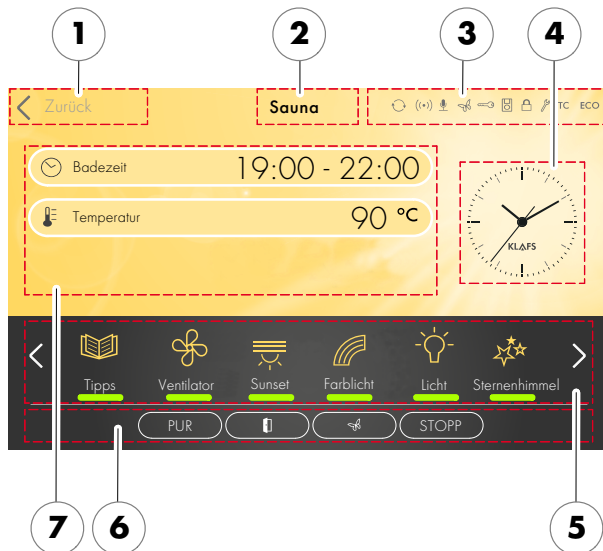 1 2 3 4
Zurück Sauna TC ECO
Badezeit 19:00 - 22:00
Temperatur 90 °C
KLAFS
Tipps Ventilator Sunset Farblicht Licht Sternenhimmel
PUR STOPP
7 6 5